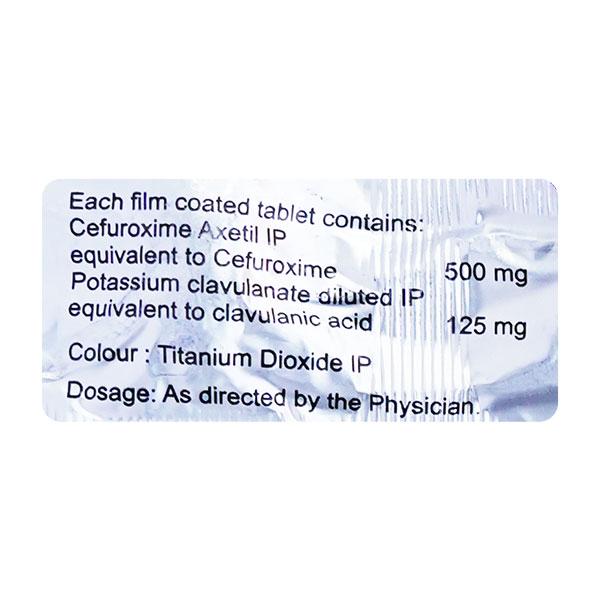 Each film coated tablet contains:
Cefuroxime Axetil IP
equivalent to Cefuroxime 500 mg
Potassium clavulanate diluted IP
equivalent to clavulanic acid 125 mg
Colour : Titanium Dioxide IP
Dosage: As directed by the Physician.